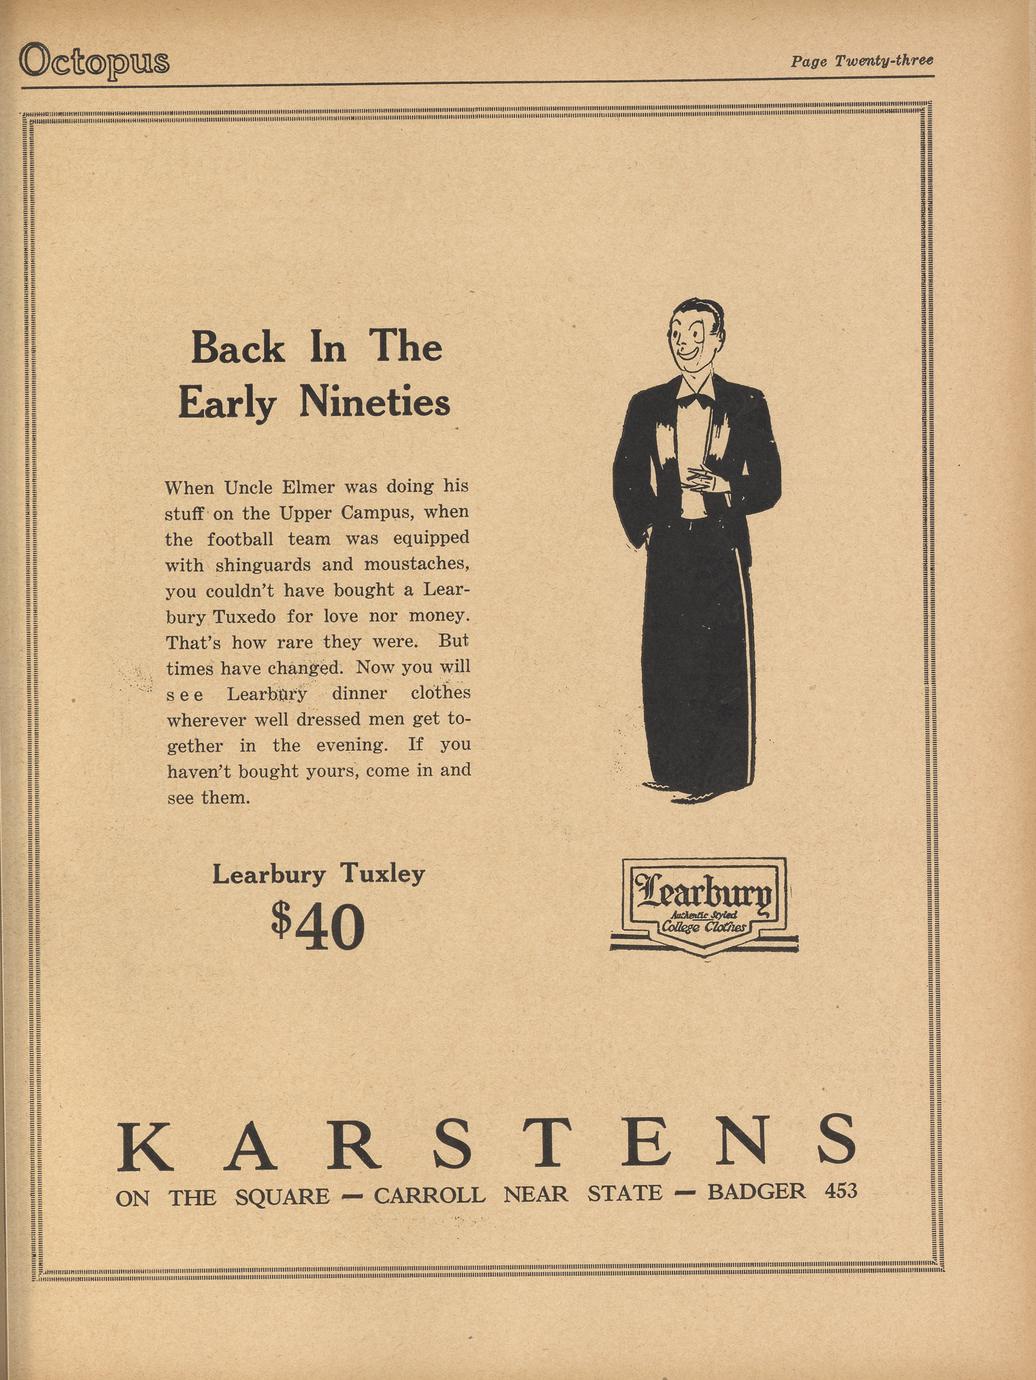 Octopus
Page Twenty-three
Back In The
Early Nineties
When Uncle Elmer was doing his
stuff on the Upper Campus, when
the football team was equipped
with shinguards and moustaches,
you couldn't have bought a Lear-
bury Tuxedo for love nor money.
That's how rare they were. But
times have changed. Now you will
see Learbury dinner clothes
wherever well dressed men get to-
gether in the evening. If you
haven't bought yours, come in and
see them.
Learbury Tuxley
$40
Learbury
Authentic Styled
College Clothes
KARSTENS
ON THE SQUARE — CARROLL NEAR STATE — BADGER 453